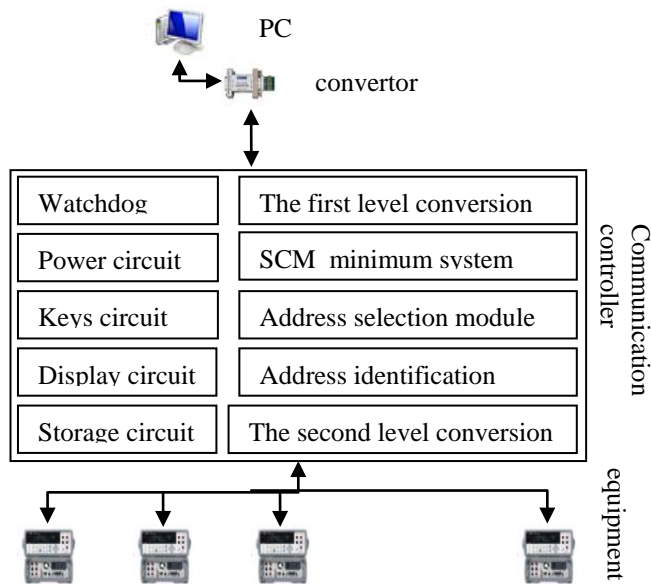 PC
convertor
Watchdog
The first level conversion
Power circuit
SCM minimum system
Keys circuit
Address selection module
Display circuit
Address identification
Storage circuit
The second level conversion
Communication
controller
equipment